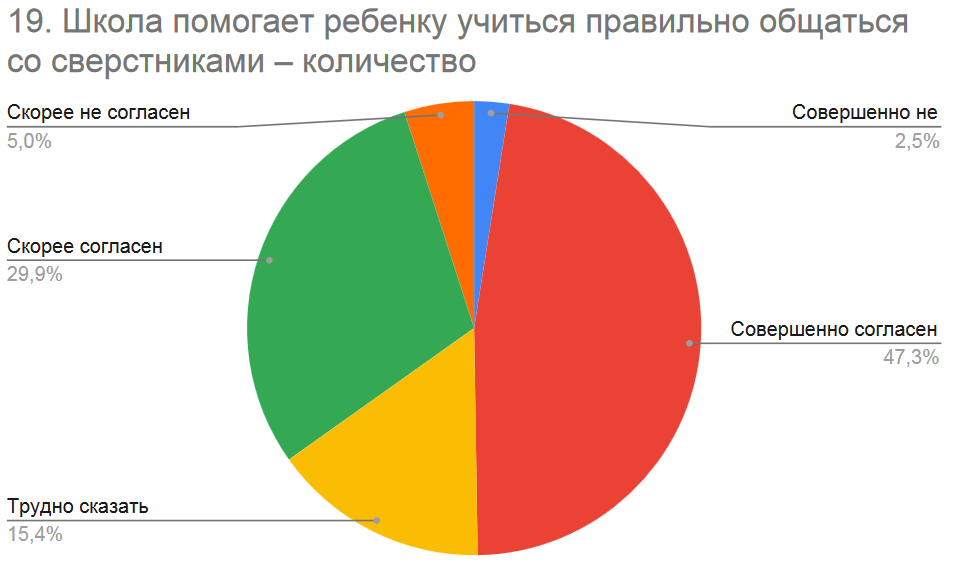 19. Школа помогает ребенку учиться правильно общаться
со сверстниками – количество
Скорее не согласен
5,0%
Совершенно не
2,5%
Скорее согласен
29,9%
Совершенно согласен
47,3%
Трудно сказать
15,4%